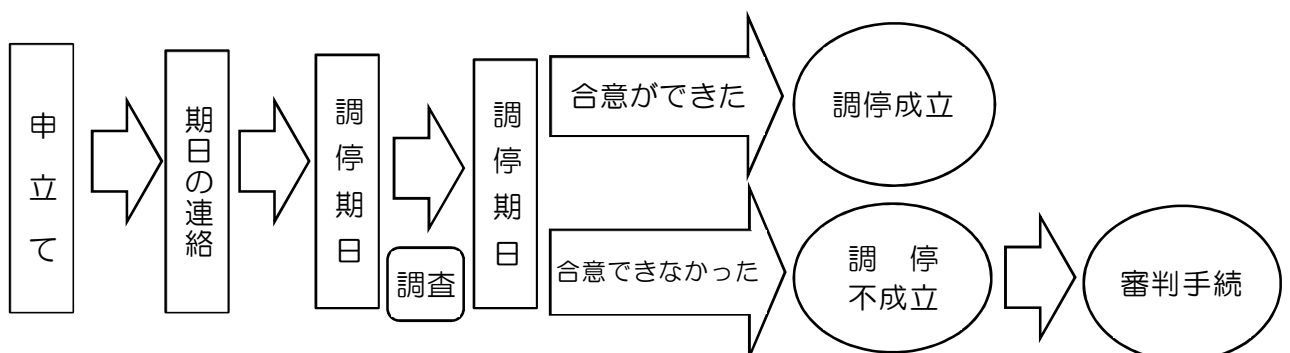 申立て
期日の連絡
調停期日
調査
調停期日
合意ができた
調停成立
合意できなかった
調　停
不成立
審判手続